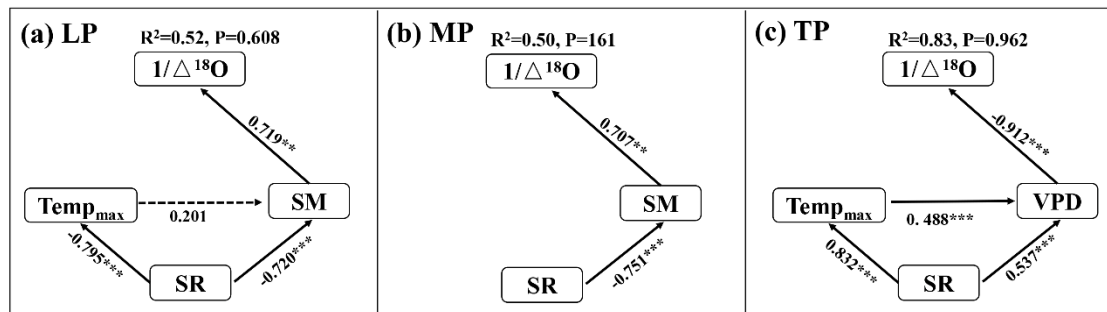 (a) LP
R²=0.52, P=0.608
1/△¹⁸O
0.719**
Temp_max
0.201
SM
-0.795***
SR
-0.720***
(b) MP
R²=0.50, P=161
1/△¹⁸O
0.707**
SM
SR
-0.751***
(c) TP
R²=0.83, P=0.962
1/△¹⁸O
-0.912***
Temp_max
0. 488***
VPD
0.832***
SR
0.537***